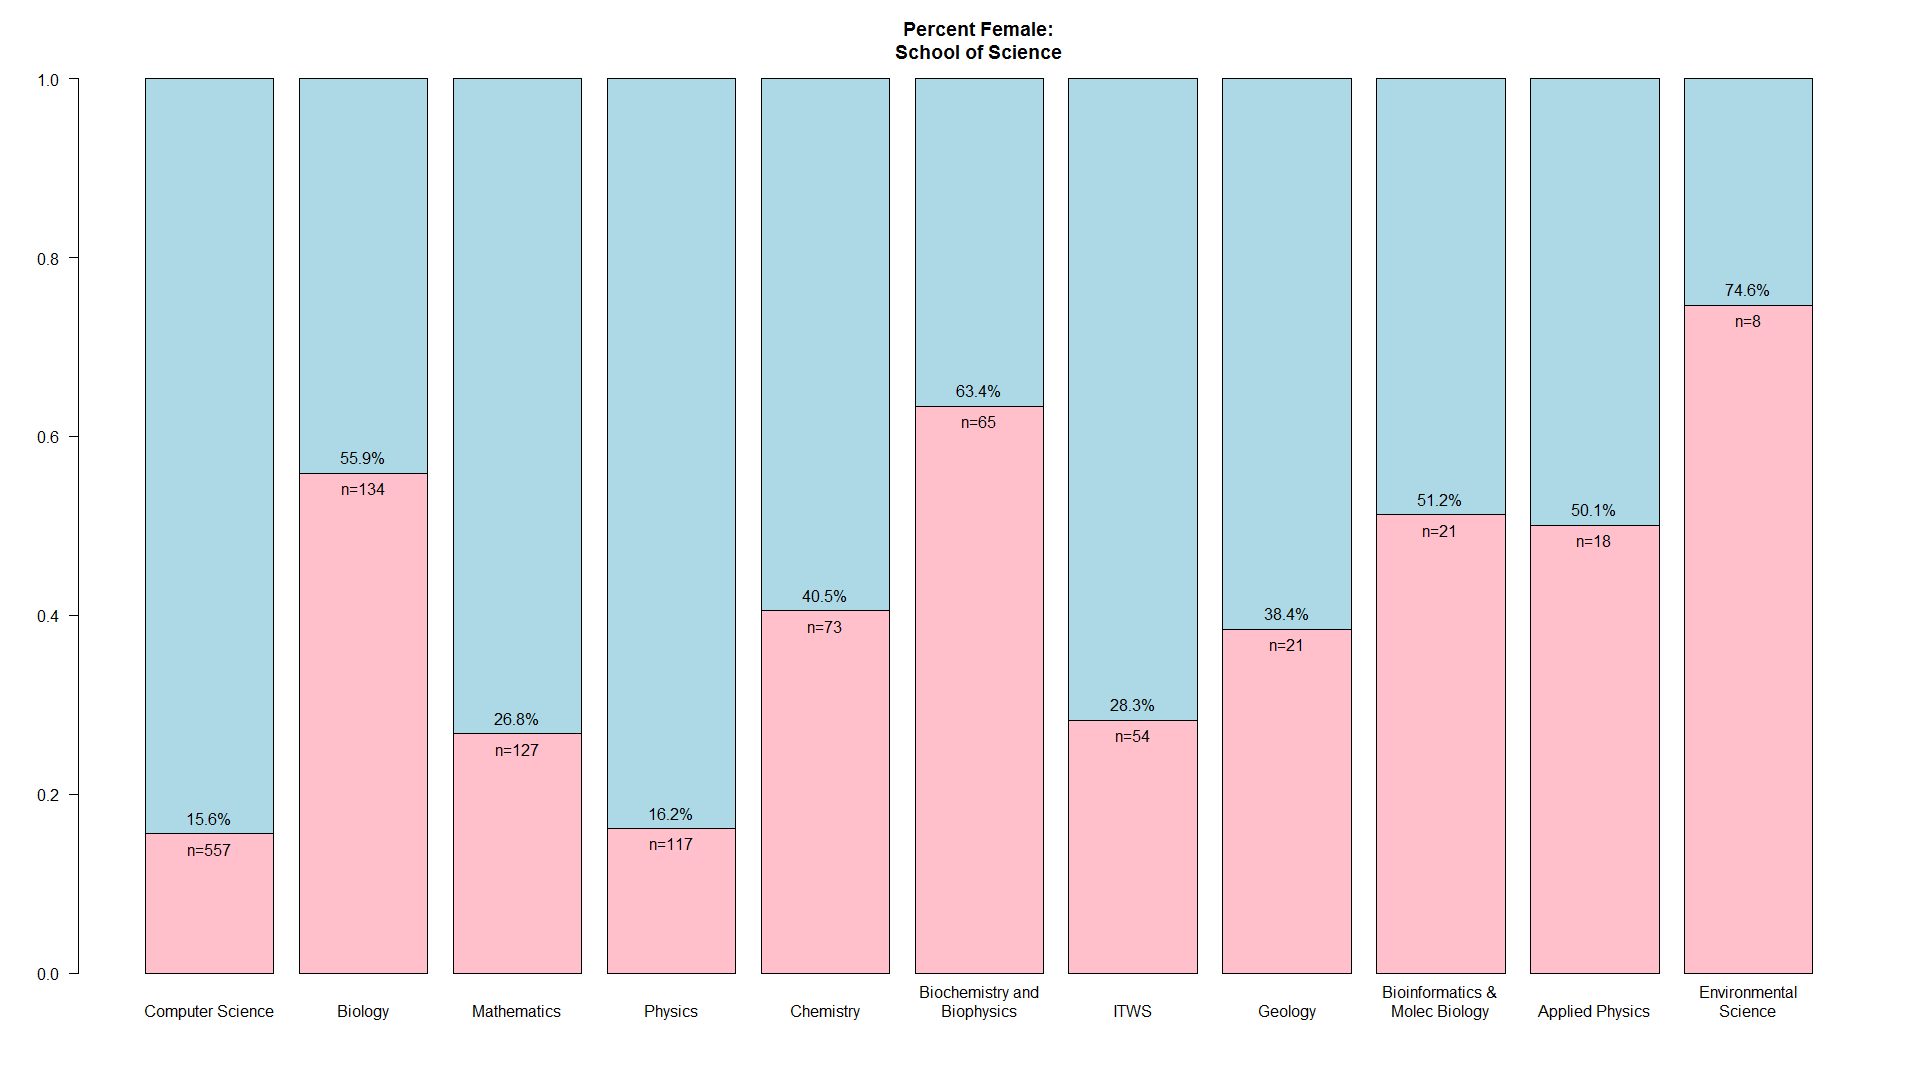 Percent Female:
School of Science
1.0
0.8
0.6
0.4
0.2
0.0
15.6%
n=557
55.9%
n=134
26.8%
n=127
16.2%
n=117
40.5%
n=73
63.4%
n=65
28.3%
n=54
38.4%
n=21
51.2%
n=21
50.1%
n=18
74.6%
n=8
Computer Science
Biology
Mathematics
Physics
Chemistry
Biochemistry and
Biophysics
ITWS
Geology
Bioinformatics &
Molec Biology
Applied Physics
Environmental
Science